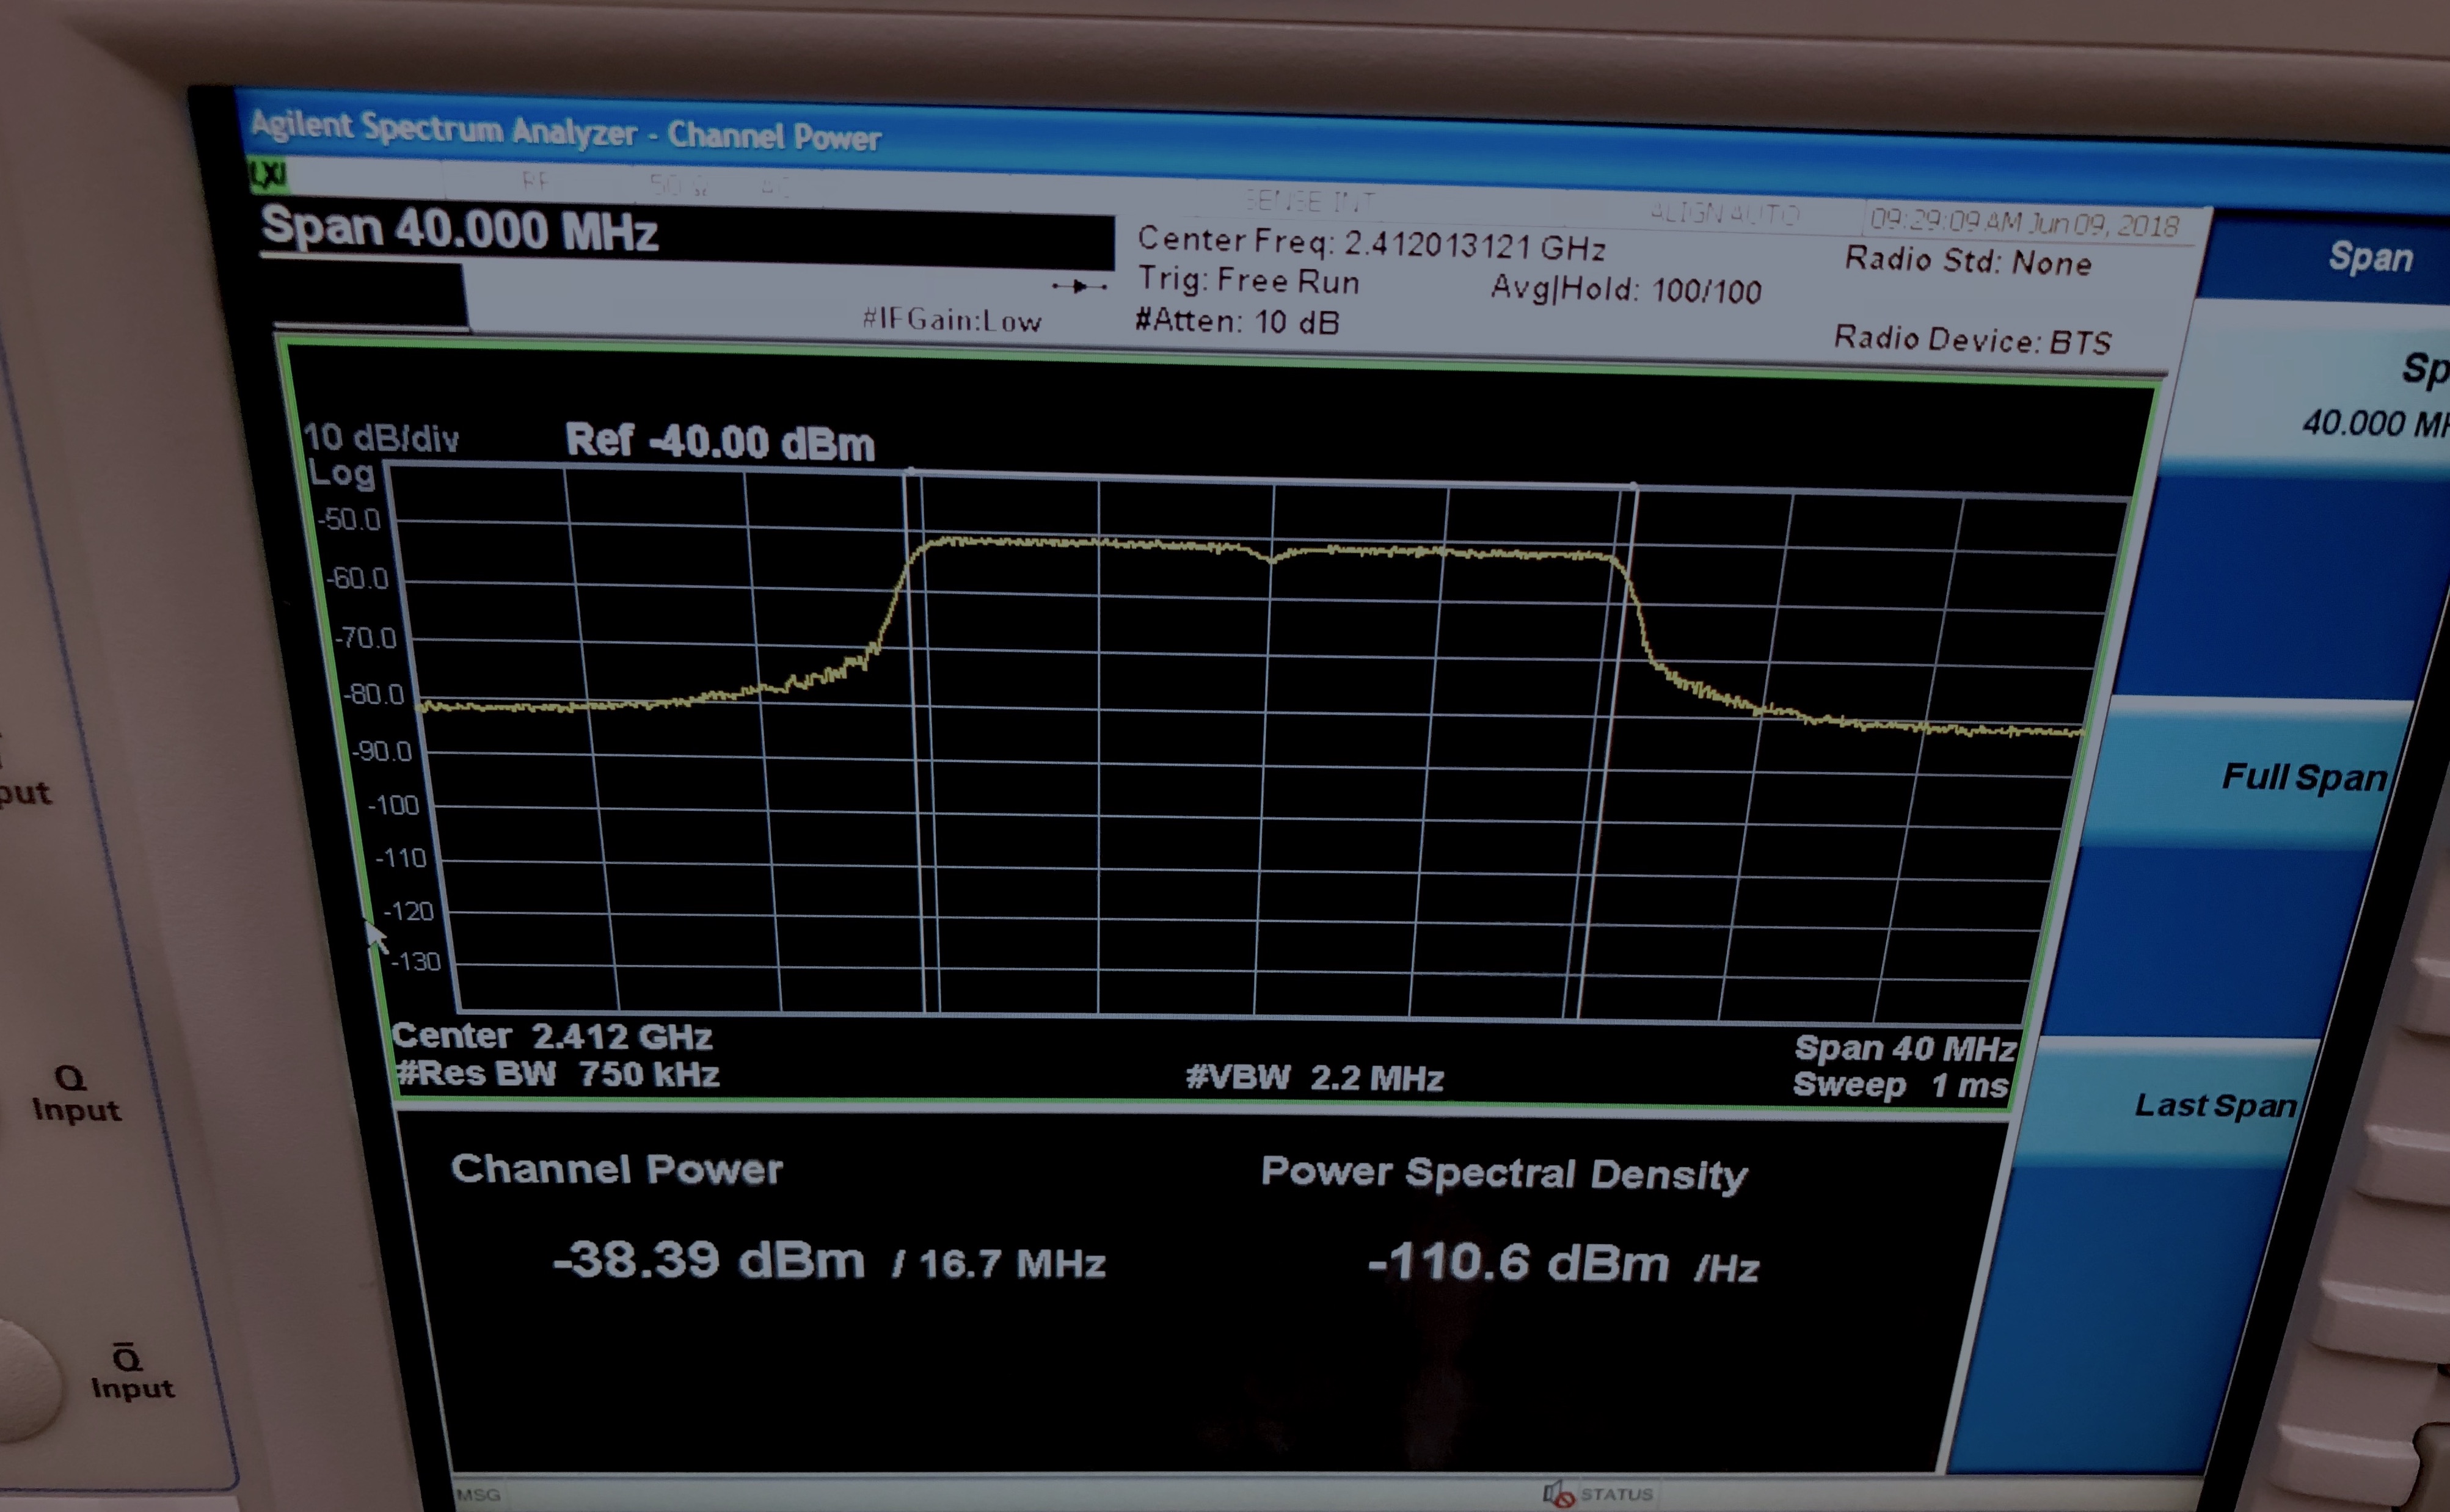 Agilent Spectrum Analyzer - Channel Power
LXI
RF 50 Ω AC SENSE:INT ALIGN AUTO 09:29:09 AM Jun 09, 2018
Span 40.000 MHz
Center Freq: 2.412013121 GHz
Radio Std: None
Trig: Free Run
Avg|Hold: 100/100
#IFGain:Low
#Atten: 10 dB
Radio Device: BTS
10 dB/div
Ref -40.00 dBm
Log
-50.0
-60.0
-70.0
-80.0
-90.0
-100
-110
-120
-130
Center 2.412 GHz
Span 40 MHz
#Res BW 750 kHz
#VBW 2.2 MHz
Sweep 1 ms
Channel Power
Power Spectral Density
-38.39 dBm / 16.7 MHz
-110.6 dBm /Hz
MSG
STATUS
Span
Sp
40.000 MH
Full Span
Last Span
put
Q
Input
Q̅
Input